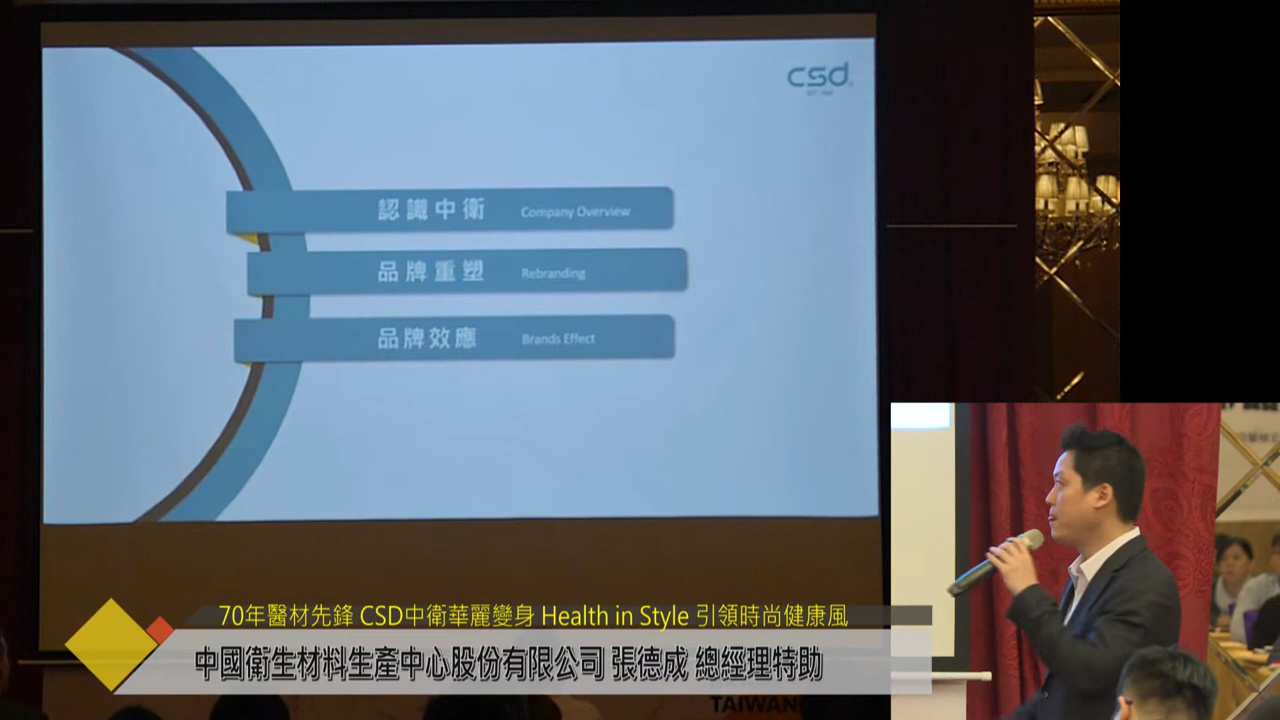 csd
認識中衛 Company Overview
品牌重塑 Rebranding
品牌效應 Brands Effect
70年醫材先鋒 CSD中衛華麗變身 Health in Style 引領時尚健康風
中國衛生材料生產中心股份有限公司 張德成 總經理特助
TAIWAN